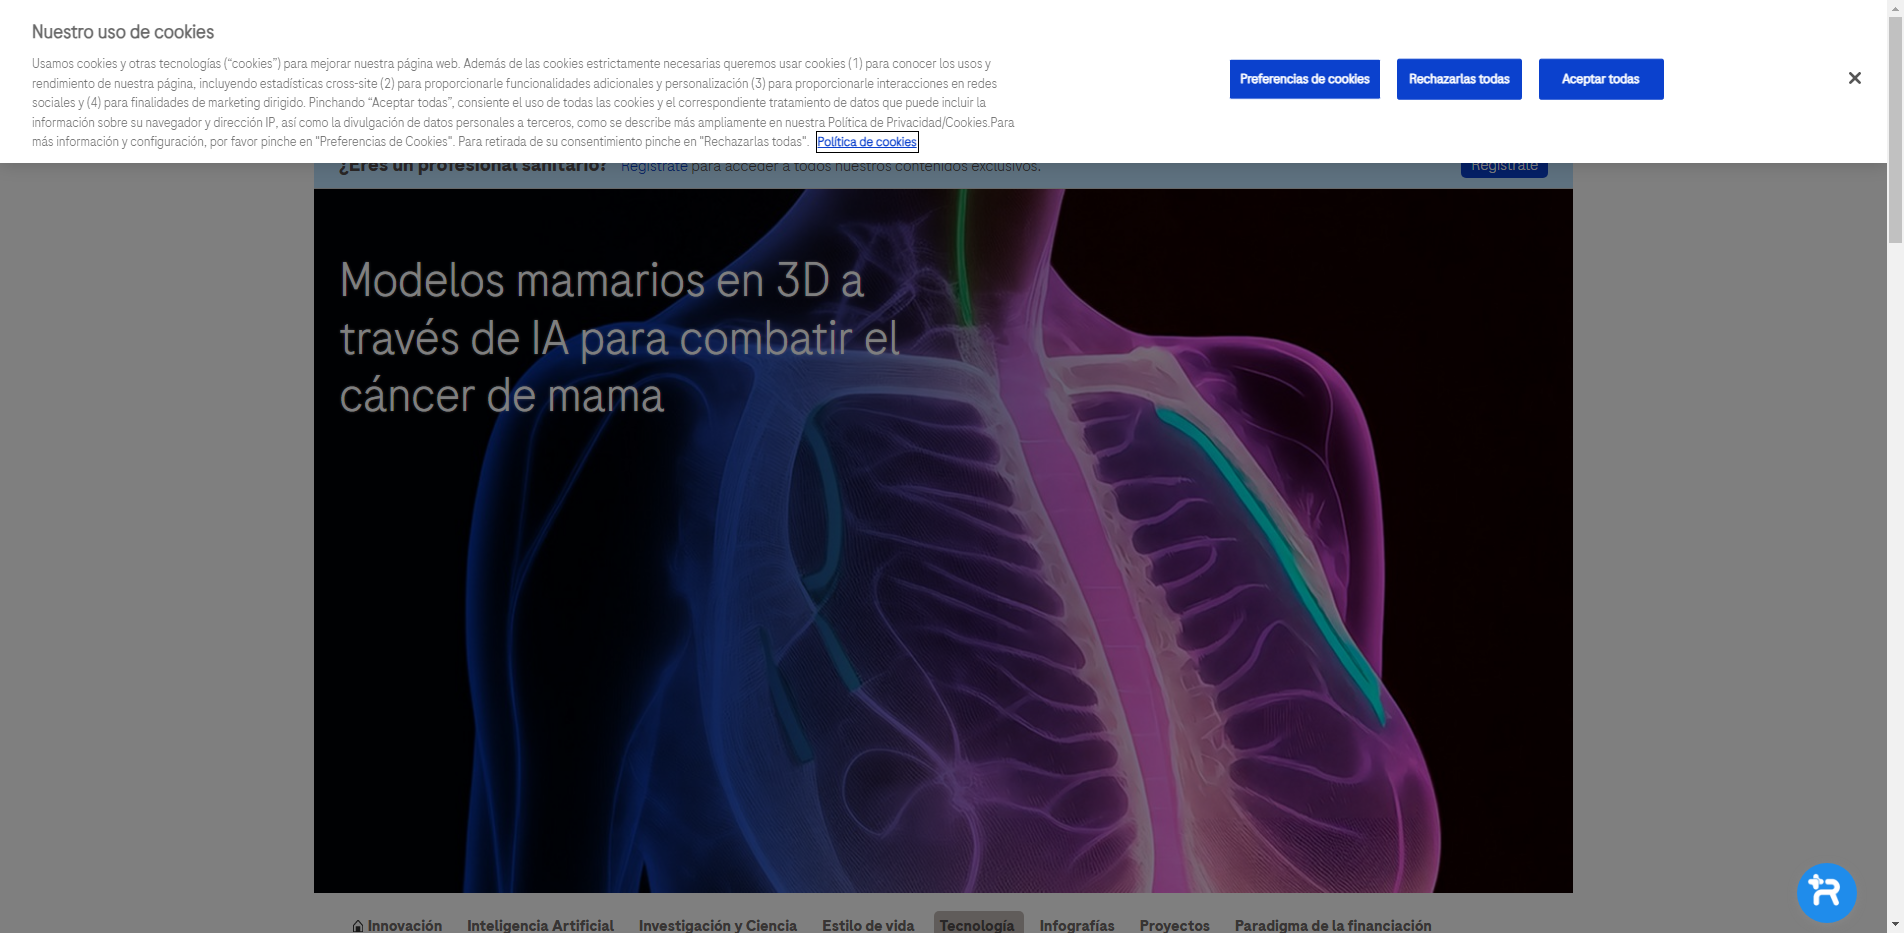 Nuestro uso de cookies
Usamos cookies y otras tecnologías (“cookies”) para mejorar nuestra página web. Además de las cookies estrictamente necesarias queremos usar cookies (1) para conocer los usos y
rendimiento de nuestra página, incluyendo estadísticas cross-site (2) para proporcionarle funcionalidades adicionales y personalización (3) para proporcionarle interacciones en redes
sociales y (4) para finalidades de marketing dirigido. Pinchando “Aceptar todas”, consiente el uso de todas las cookies y el correspondiente tratamiento de datos que puede incluir la
información sobre su navegador y dirección IP, así como la divulgación de datos personales a terceros, como se describe más ampliamente en nuestra Política de Privacidad/Cookies.Para
más información y configuración, por favor pinche en "Preferencias de Cookies". Para retirada de su consentimiento pinche en "Rechazarlas todas". Política de cookies
Preferencias de cookies
Rechazarlas todas
Aceptar todas
¿Eres un profesional sanitario? Regístrate para acceder a todos nuestros contenidos exclusivos.
Regístrate
Modelos mamarios en 3D a
través de IA para combatir el
cáncer de mama
Innovación Inteligencia Artificial Investigación y Ciencia Estilo de vida Tecnología Infografías Proyectos Paradigma de la financiación